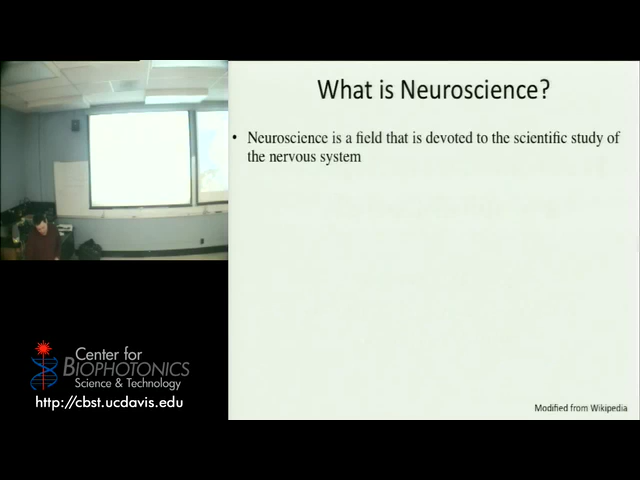 What is Neuroscience?
• Neuroscience is a field that is devoted to the scientific study of
the nervous system
Modified from Wikipedia
Center for
BIOPHOTONICS
Science & Technology
http://cbst.ucdavis.edu